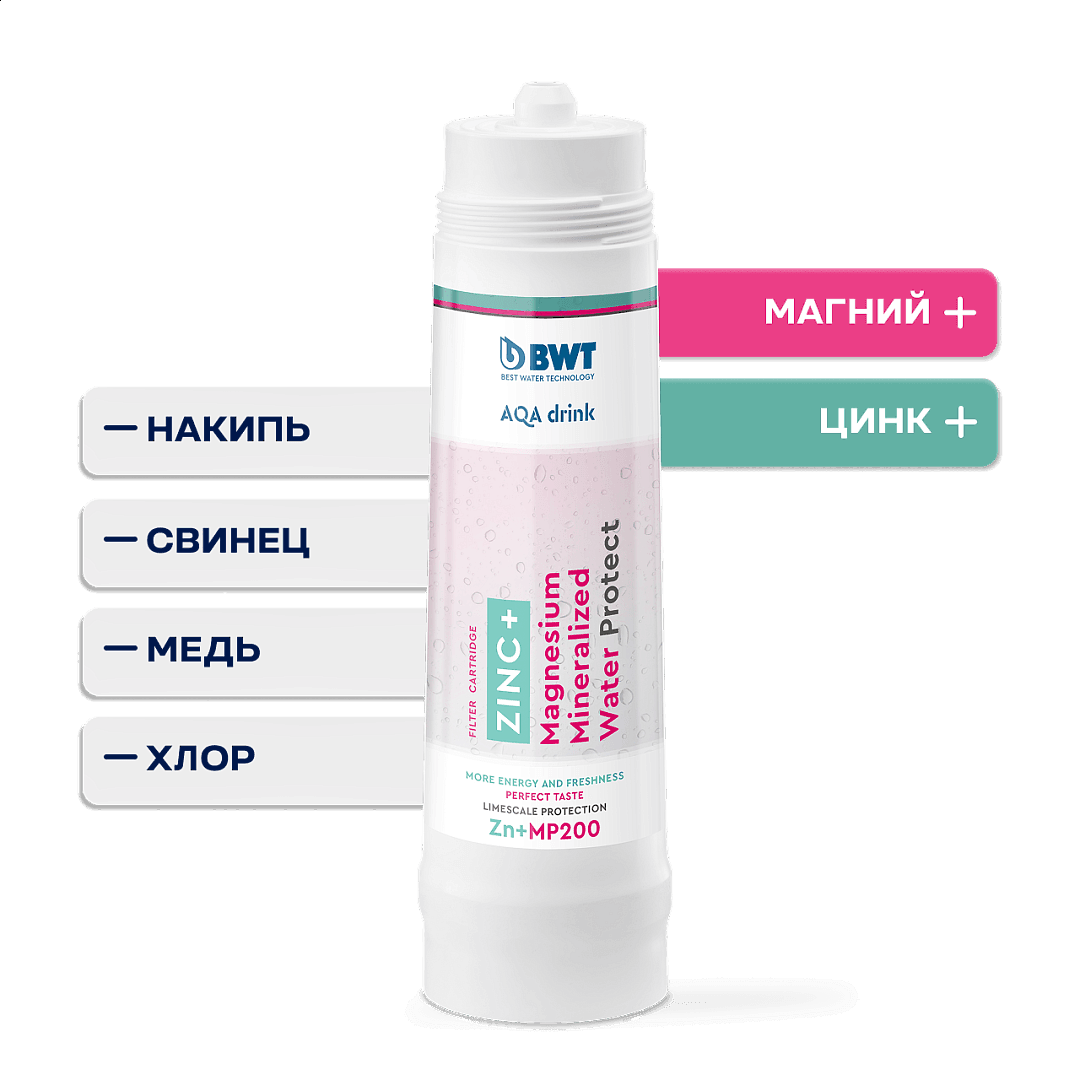 BWT
BEST WATER TECHNOLOGY
AQA drink
МАГНИЙ +
ЦИНК +
— НАКИПЬ
— СВИНЕЦ
— МЕДЬ
— ХЛОР
FILTER CARTRIDGE
ZINC+
Magnesium
Mineralized
Water Protect
MORE ENERGY AND FRESHNESS
PERFECT TASTE
LIMESCALE PROTECTION
Zn+MP200